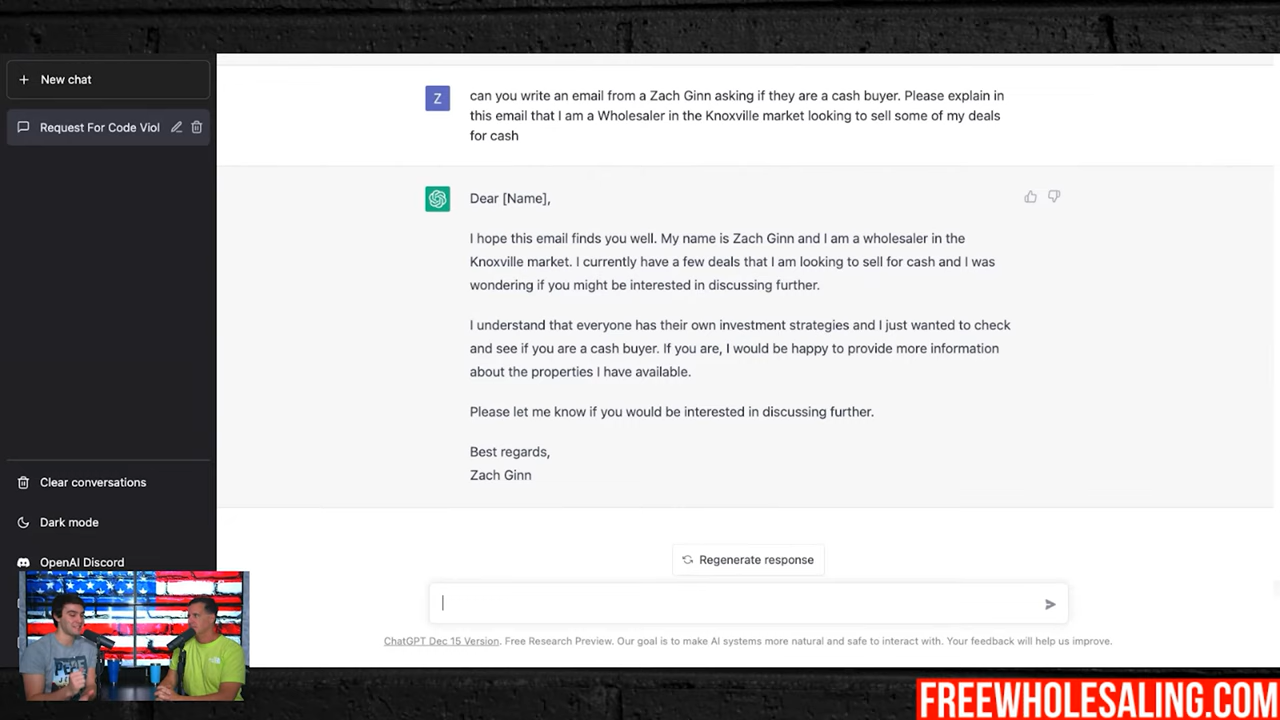 New chat
Request For Code Viol
Z
can you write an email from a Zach Ginn asking if they are a cash buyer. Please explain in
this email that I am a Wholesaler in the Knoxville market looking to sell some of my deals
for cash
Dear [Name],
I hope this email finds you well. My name is Zach Ginn and I am a wholesaler in the
Knoxville market. I currently have a few deals that I am looking to sell for cash and I was
wondering if you might be interested in discussing further.
I understand that everyone has their own investment strategies and I just wanted to check
and see if you are a cash buyer. If you are, I would be happy to provide more information
about the properties I have available.
Please let me know if you would be interested in discussing further.
Best regards,
Zach Ginn
Clear conversations
Dark mode
OpenAI Discord
Regenerate response
ChatGPT Dec 15 Version. Free Research Preview. Our goal is to make AI systems more natural and safe to interact with. Your feedback will help us improve.
FREEWHOLESALING.COM